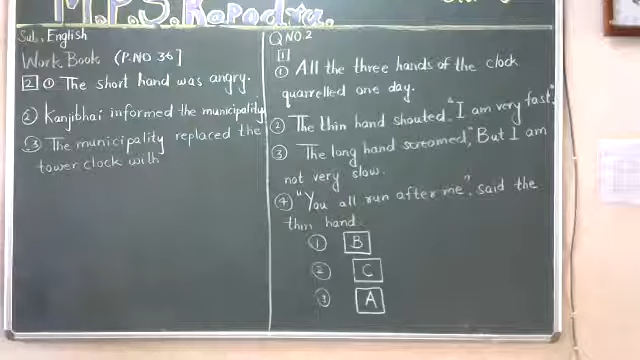 M.P.S. Kapodra.
Sub. English
Work Book (P.NO 36]
[2] ① The short hand was angry.
② Kanjibhai informed the municipality
③ The municipality replaced the
tower clock with
Q NO 2
[1]
① All the three hands of the clock
quarrelled one day.
② The thin hand shouted "I am very fast".
③ The long hand screamed," But I am
not very slow.
④ "You all run after me", said the
thin hand.
① B
② C
③ A